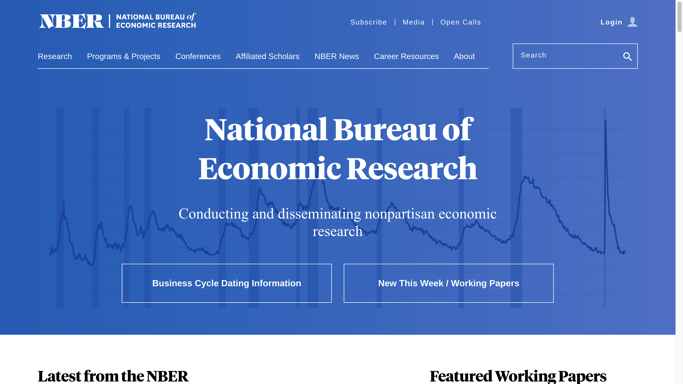 NBER | NATIONAL BUREAU of
ECONOMIC RESEARCH
Subscribe | Media | Open Calls
Login
Research Programs & Projects Conferences Affiliated Scholars NBER News Career Resources About
Search
National Bureau of
Economic Research
Conducting and disseminating nonpartisan economic
research
Business Cycle Dating Information
New This Week / Working Papers
Latest from the NBER
Featured Working Papers